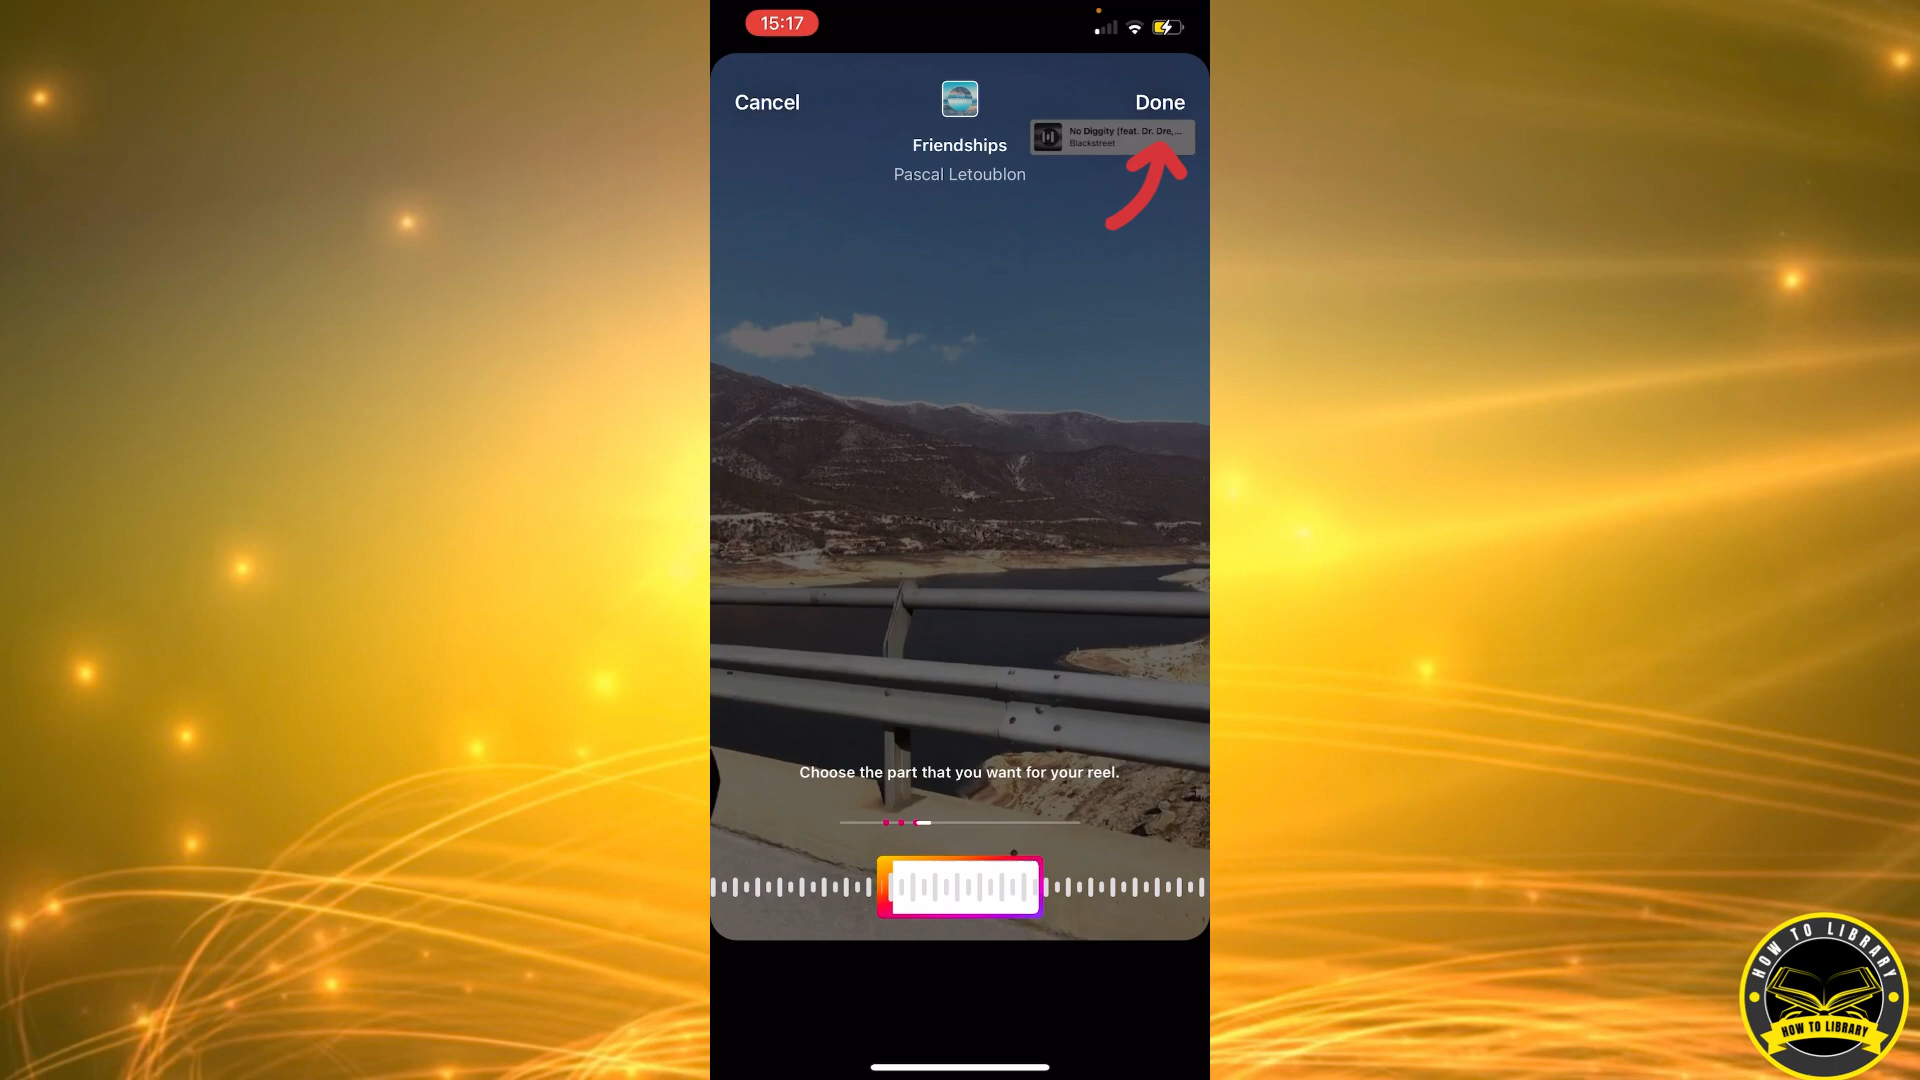 15:17
Cancel
Done
No Diggity (feat. Dr. Dre,...
Blackstreet
Friendships
Pascal Letoublon
Choose the part that you want for your reel.
HOW TO LIBRARY
HOW TO LIBRARY